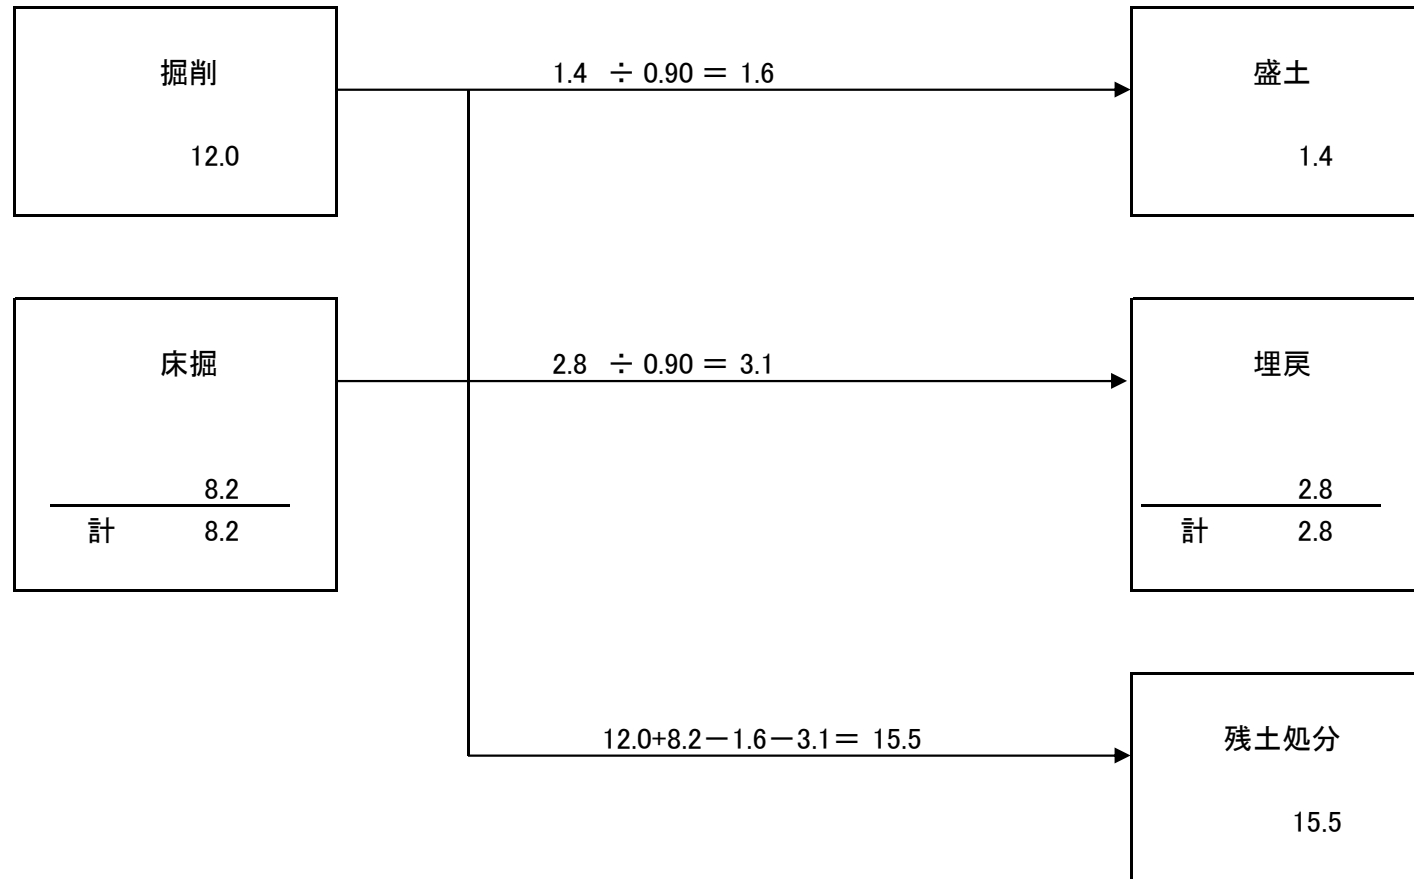 掘削
12.0
1.4 ÷ 0.90 ＝ 1.6
盛土
1.4
床掘
8.2
計 8.2
2.8 ÷ 0.90 ＝ 3.1
埋戻
2.8
計 2.8
12.0+8.2－1.6－3.1＝ 15.5
残土処分
15.5